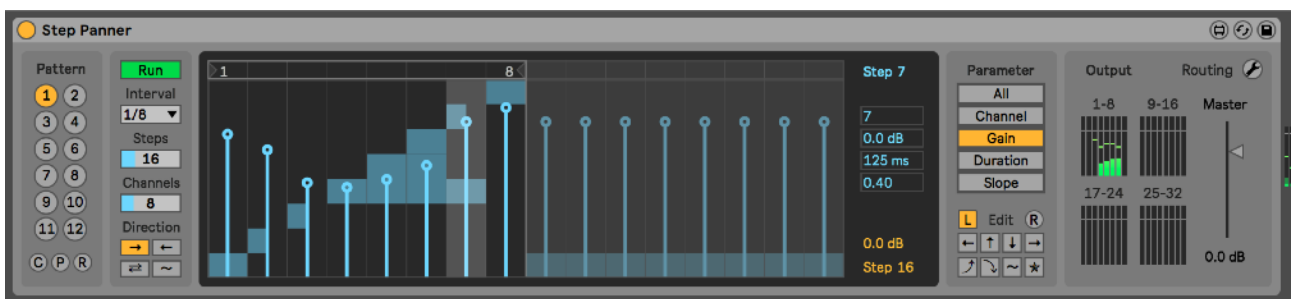 Step Panner
Pattern
1 2
3 4
5 6
7 8
9 10
11 12
C P R
Run
Interval
1/8
Steps
16
Channels
8
Direction
1 8
Step 7
7
0.0 dB
125 ms
0.40
0.0 dB
Step 16
Parameter
All
Channel
Gain
Duration
Slope
L Edit R
Output Routing
1-8 9-16 Master
17-24 25-32
0.0 dB